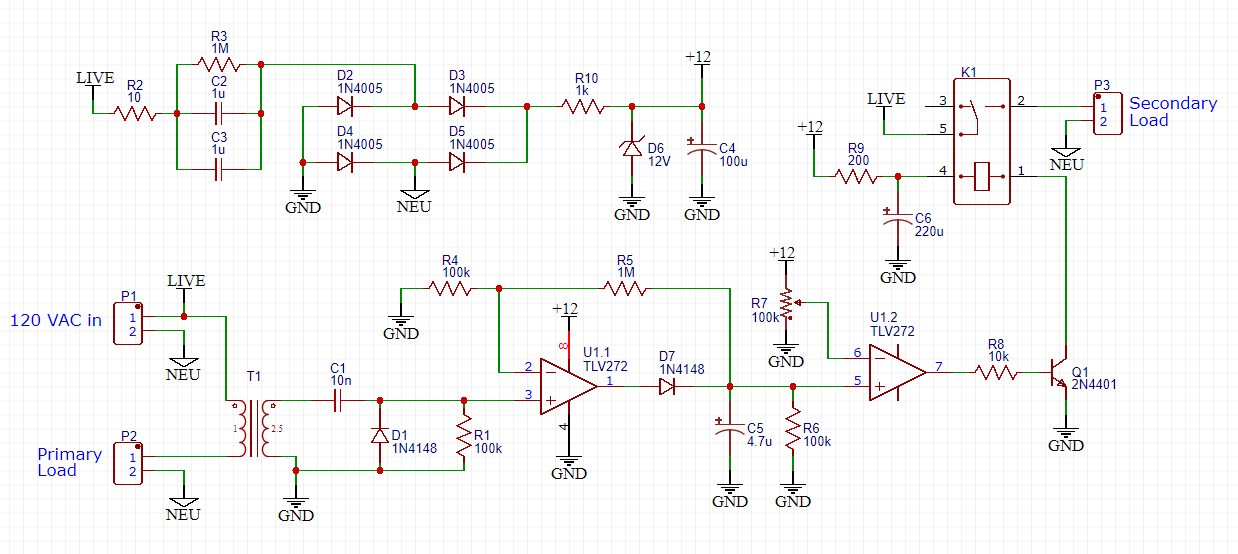 R3
1M
LIVE
R2
10
C2
1u
C3
1u
D2
1N4005
D3
1N4005
D4
1N4005
D5
1N4005
R10
1k
+12
D6
12V
C4
100u
GND
NEU
GND
GND
K1
LIVE
3
2
5
4
1
P3
1
2
Secondary
Load
NEU
+12
R9
200
C6
220u
GND
LIVE
120 VAC in
P1
1
2
NEU
T1
1
2.5
Primary
Load
P2
1
2
NEU
GND
C1
10n
D1
1N4148
R1
100k
R4
100k
GND
R5
1M
+12
8
U1.1
TLV272
2
3
1
4
GND
D7
1N4148
C5
4.7u
GND
R6
100k
GND
+12
R7
100k
GND
U1.2
TLV272
6
5
7
R8
10k
Q1
2N4401
GND